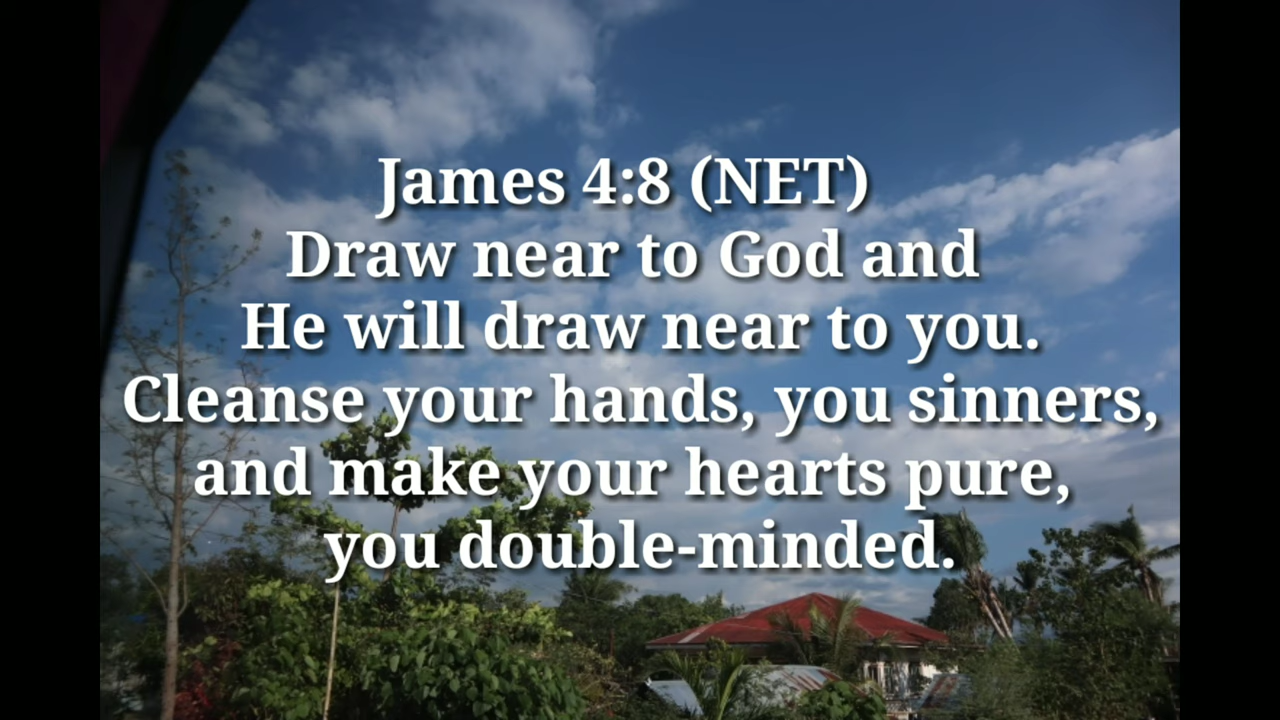 James 4:8 (NET)
Draw near to God and
He will draw near to you.
Cleanse your hands, you sinners,
and make your hearts pure,
you double-minded.